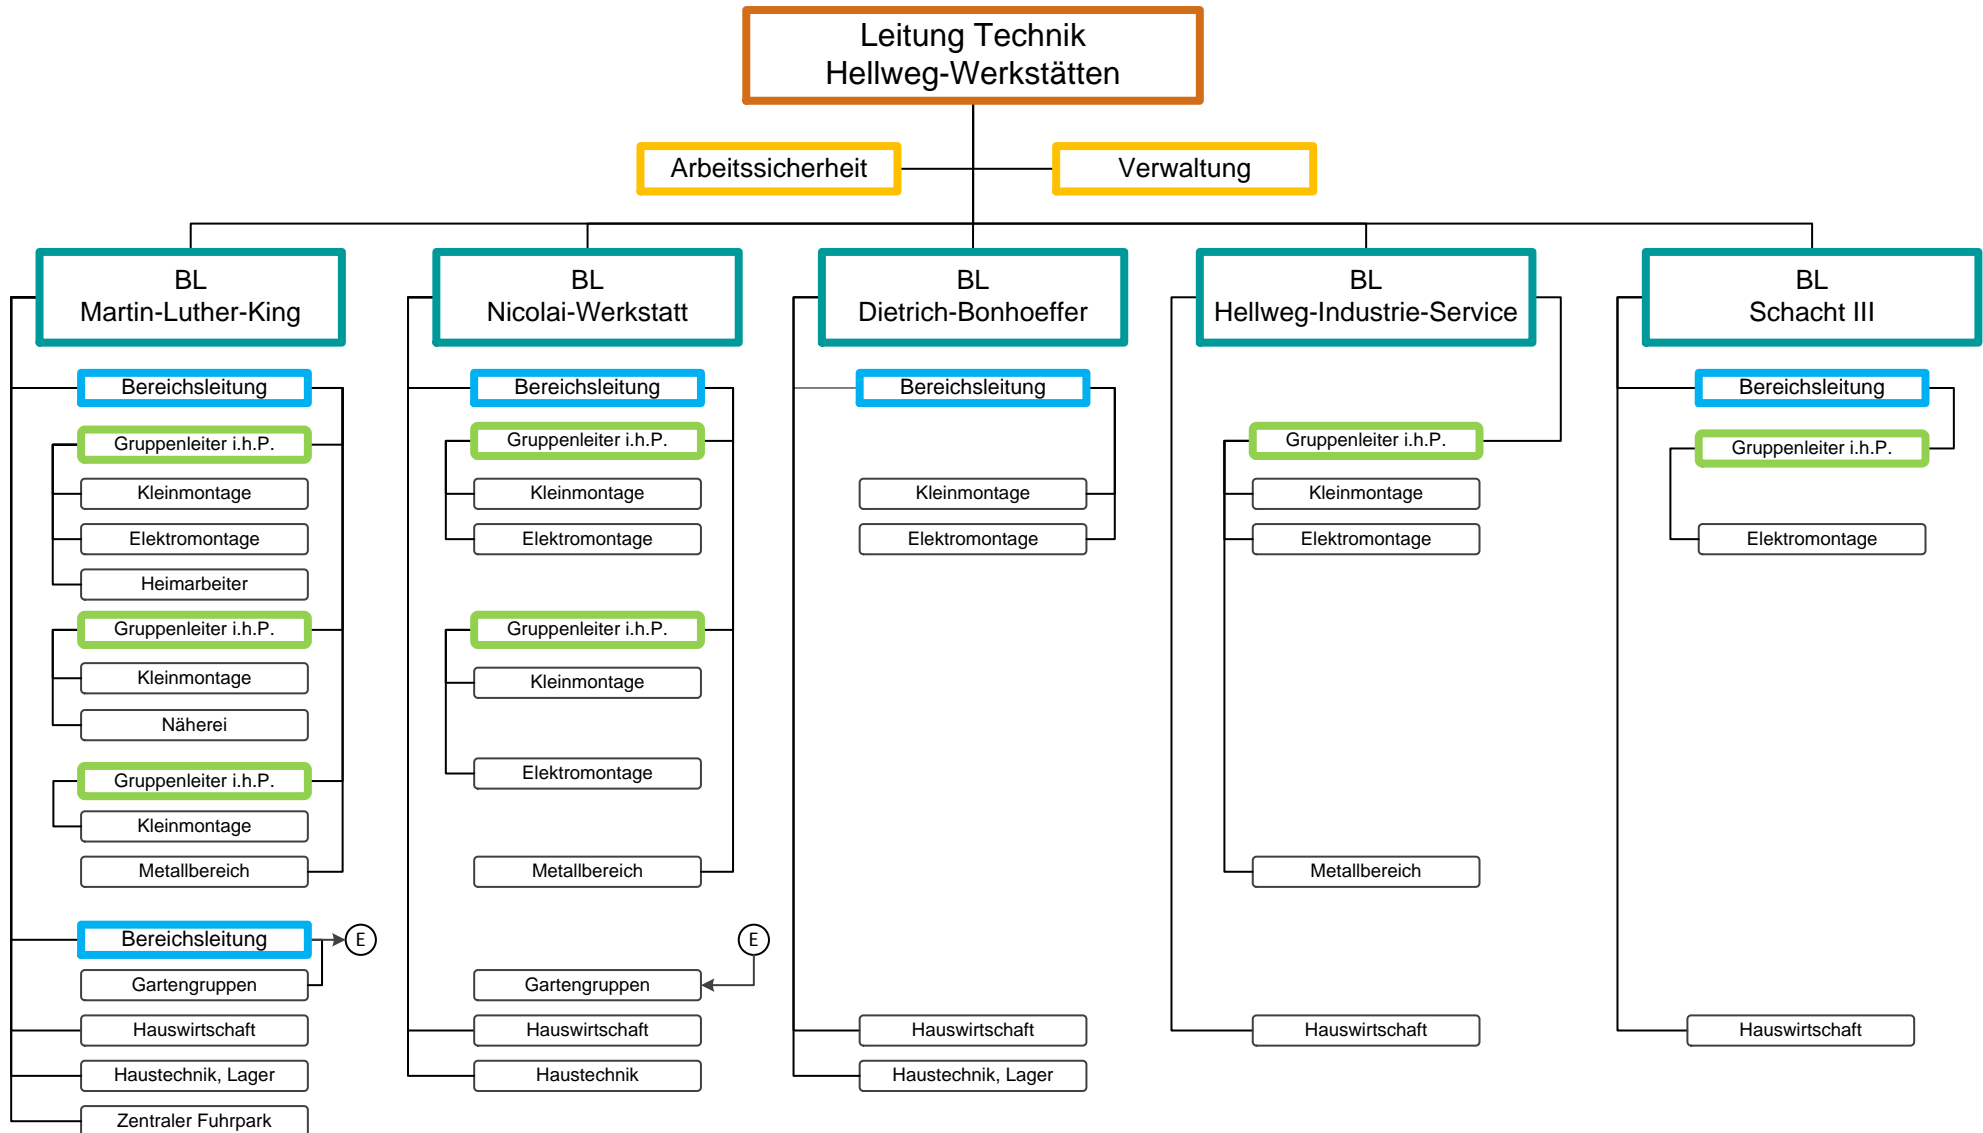 Leitung Technik
Hellweg-Werkstätten
Arbeitssicherheit
Verwaltung
BL
Martin-Luther-King
Bereichsleitung
Gruppenleiter i.h.P.
Kleinmontage
Elektromontage
Heimarbeiter
Gruppenleiter i.h.P.
Kleinmontage
Näherei
Gruppenleiter i.h.P.
Kleinmontage
Metallbereich
Bereichsleitung
E
Gartengruppen
Hauswirtschaft
Haustechnik, Lager
Zentraler Fuhrpark
BL
Nicolai-Werkstatt
Bereichsleitung
Gruppenleiter i.h.P.
Kleinmontage
Elektromontage
Gruppenleiter i.h.P.
Kleinmontage
Elektromontage
Metallbereich
E
Gartengruppen
Hauswirtschaft
Haustechnik
BL
Dietrich-Bonhoeffer
Bereichsleitung
Kleinmontage
Elektromontage
Hauswirtschaft
Haustechnik, Lager
BL
Hellweg-Industrie-Service
Gruppenleiter i.h.P.
Kleinmontage
Elektromontage
Metallbereich
Hauswirtschaft
BL
Schacht III
Bereichsleitung
Gruppenleiter i.h.P.
Elektromontage
Hauswirtschaft